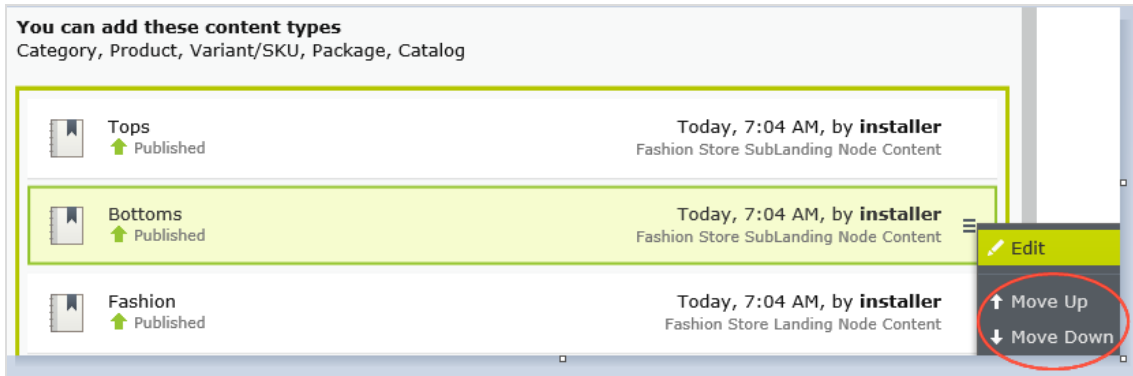 You can add these content types
Category, Product, Variant/SKU, Package, Catalog
Tops
Today, 7:04 AM, by installer
Published
Fashion Store SubLanding Node Content
Bottoms
Today, 7:04 AM, by installer
Published
Fashion Store SubLanding Node Content
Edit
Fashion
Today, 7:04 AM, by installer
Move Up
Published
Fashion Store Landing Node Content
Move Down